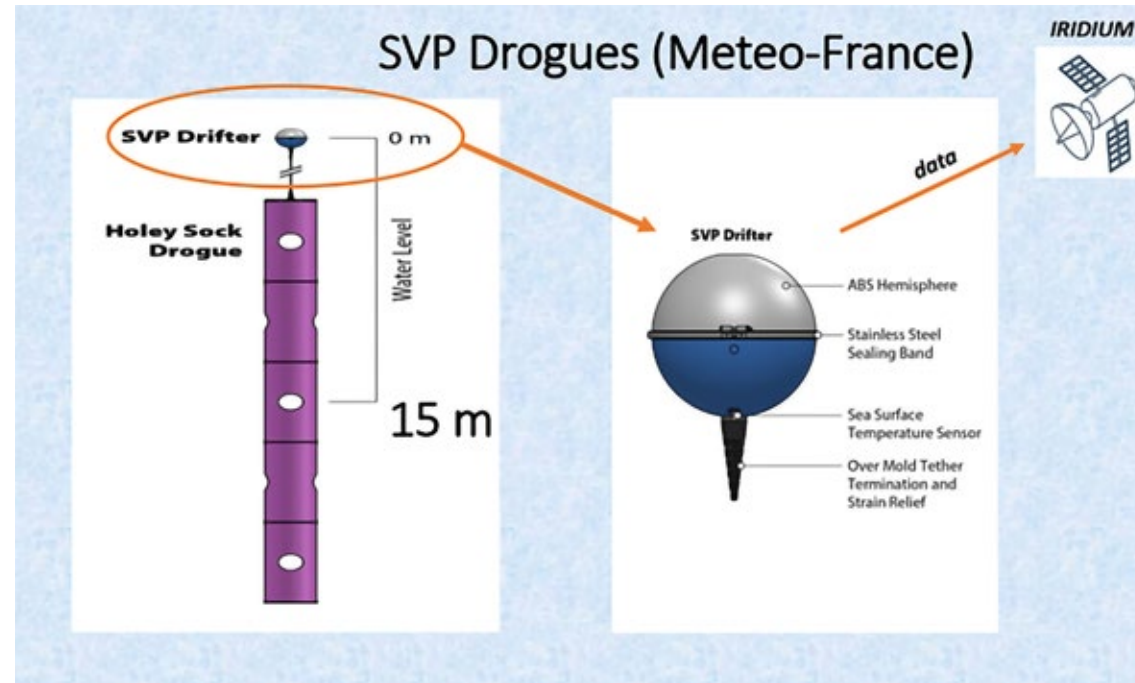 SVP Drogues (Meteo-France)
IRIDIUM
SVP Drifter
0 m
Holey Sock
Drogue
Water Level
15 m
data
SVP Drifter
ABS Hemisphere
Stainless Steel
Sealing Band
Sea Surface
Temperature Sensor
Over Mold Tether
Termination and
Strain Relief